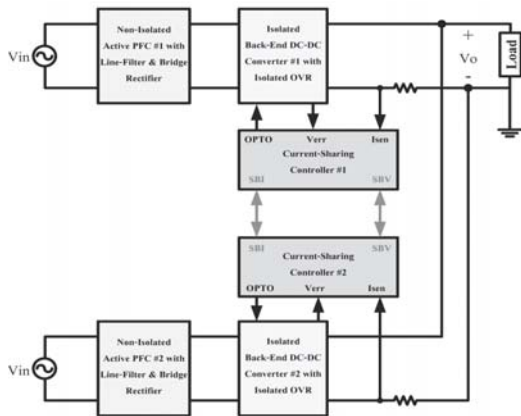 Vin
Non-Isolated
Active PFC #1 with
Line-Filter & Bridge
Rectifier
Isolated
Back-End DC-DC
Converter #1 with
Isolated OVR
+
Vo
-
Load
OPTO Verr Isen
Current-Sharing
Controller #1
SBI SBV
SBI SBV
Current-Sharing
Controller #2
OPTO Verr Isen
Vin
Non-Isolated
Active PFC #2 with
Line-Filter & Bridge
Rectifier
Isolated
Back-End DC-DC
Converter #2 with
Isolated OVR